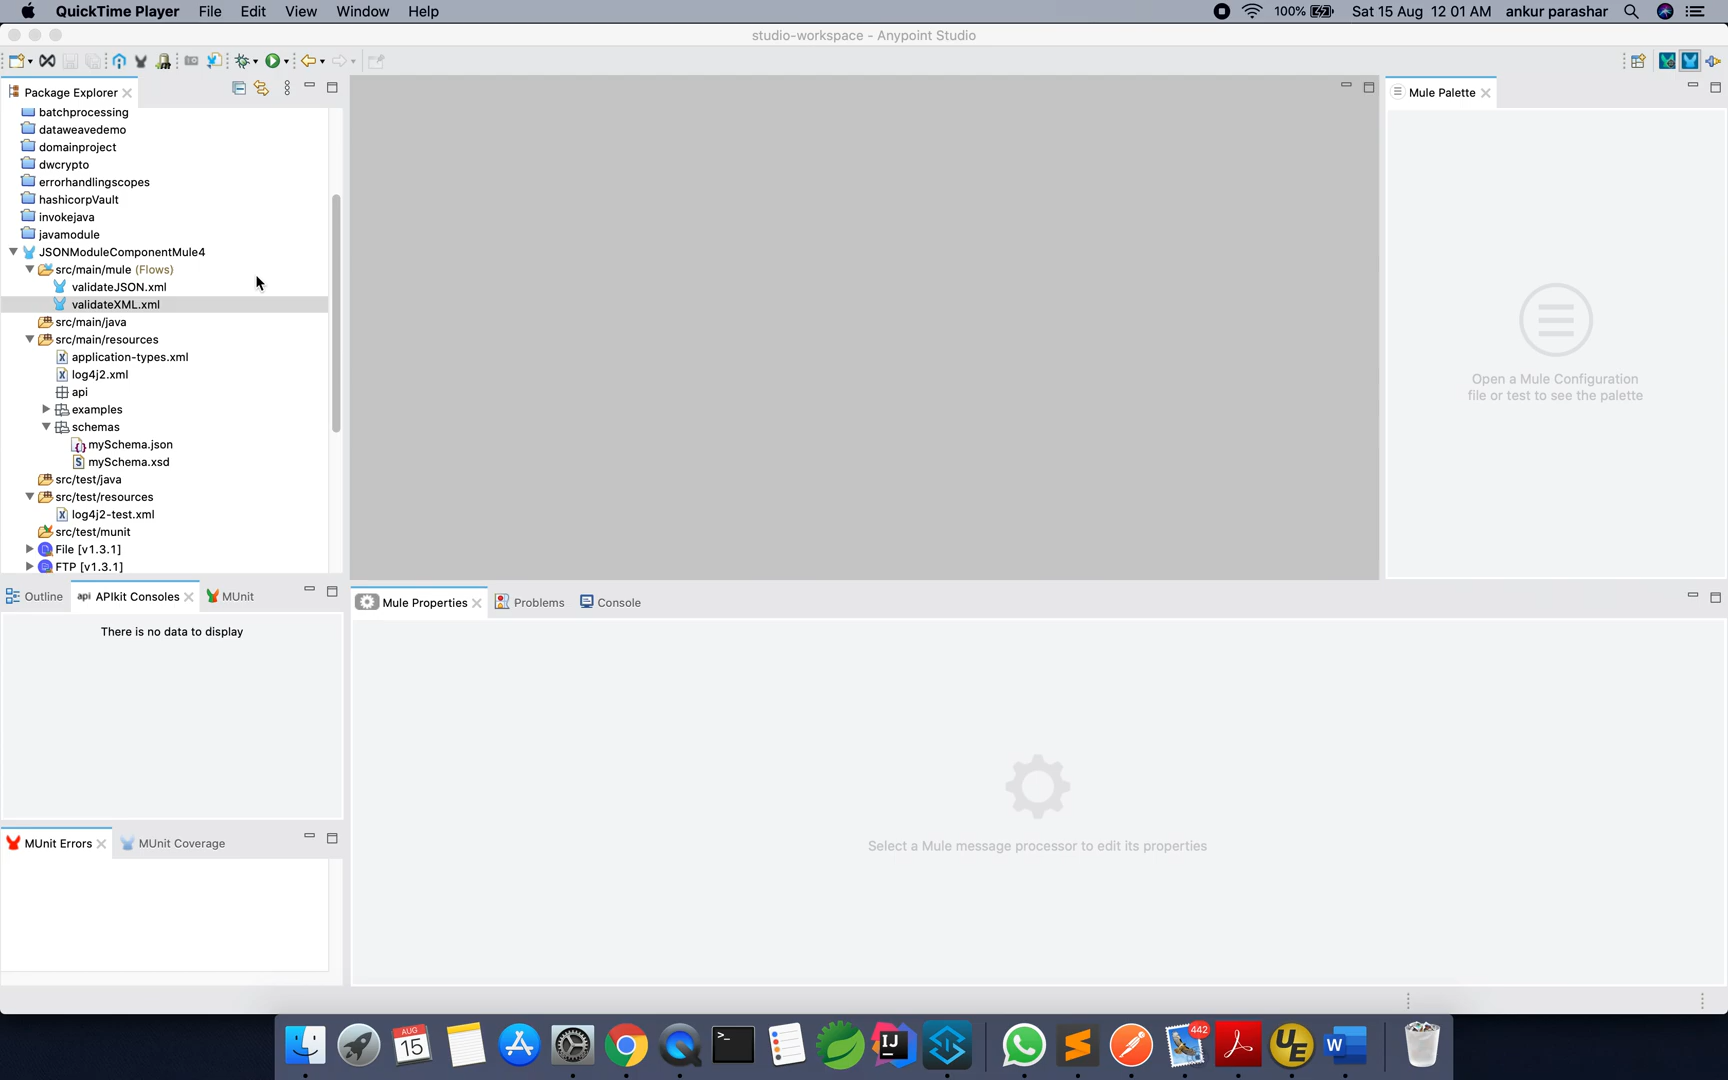 QuickTime Player File Edit View Window Help
100% Sat 15 Aug 12 01 AM ankur parashar
studio-workspace - Anypoint Studio
Package Explorer
batchprocessing
dataweavedemo
domainproject
dwcrypto
errorhandlingscopes
hashicorpVault
invokejava
javamodule
JSONModuleComponentMule4
src/main/mule (Flows)
validateJSON.xml
validateXML.xml
src/main/java
src/main/resources
application-types.xml
log4j2.xml
api
examples
schemas
mySchema.json
mySchema.xsd
src/test/java
src/test/resources
log4j2-test.xml
src/test/munit
File [v1.3.1]
FTP [v1.3.1]
Mule Palette
Open a Mule Configuration
file or test to see the palette
Outline api APIkit Consoles MUnit
There is no data to display
Mule Properties Problems Console
Select a Mule message processor to edit its properties
MUnit Errors MUnit Coverage
AUG
15
>_
IJ
442
UE
W